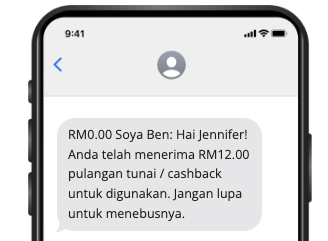 9:41
RM0.00 Soya Ben: Hai Jennifer!
Anda telah menerima RM12.00
pulangan tunai / cashback
untuk digunakan. Jangan lupa
untuk menebusnya.